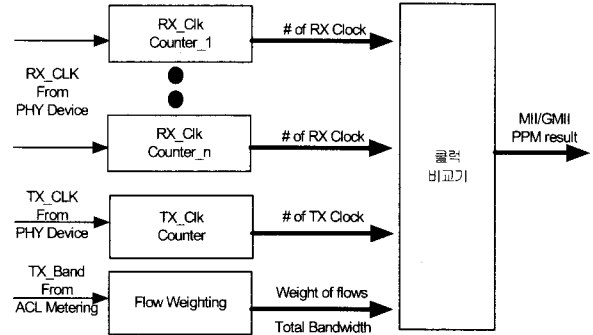 RX_Clk
Counter_1
# of RX Clock
RX_CLK
From
PHY Device
RX_Clk
Counter_n
# of RX Clock
클럭
비교기
MII/GMII
PPM result
TX_CLK
From
PHY Device
TX_Clk
Counter
# of TX Clock
TX_Band
From
ACL Metering
Flow Weighting
Weight of flows
Total Bandwidth